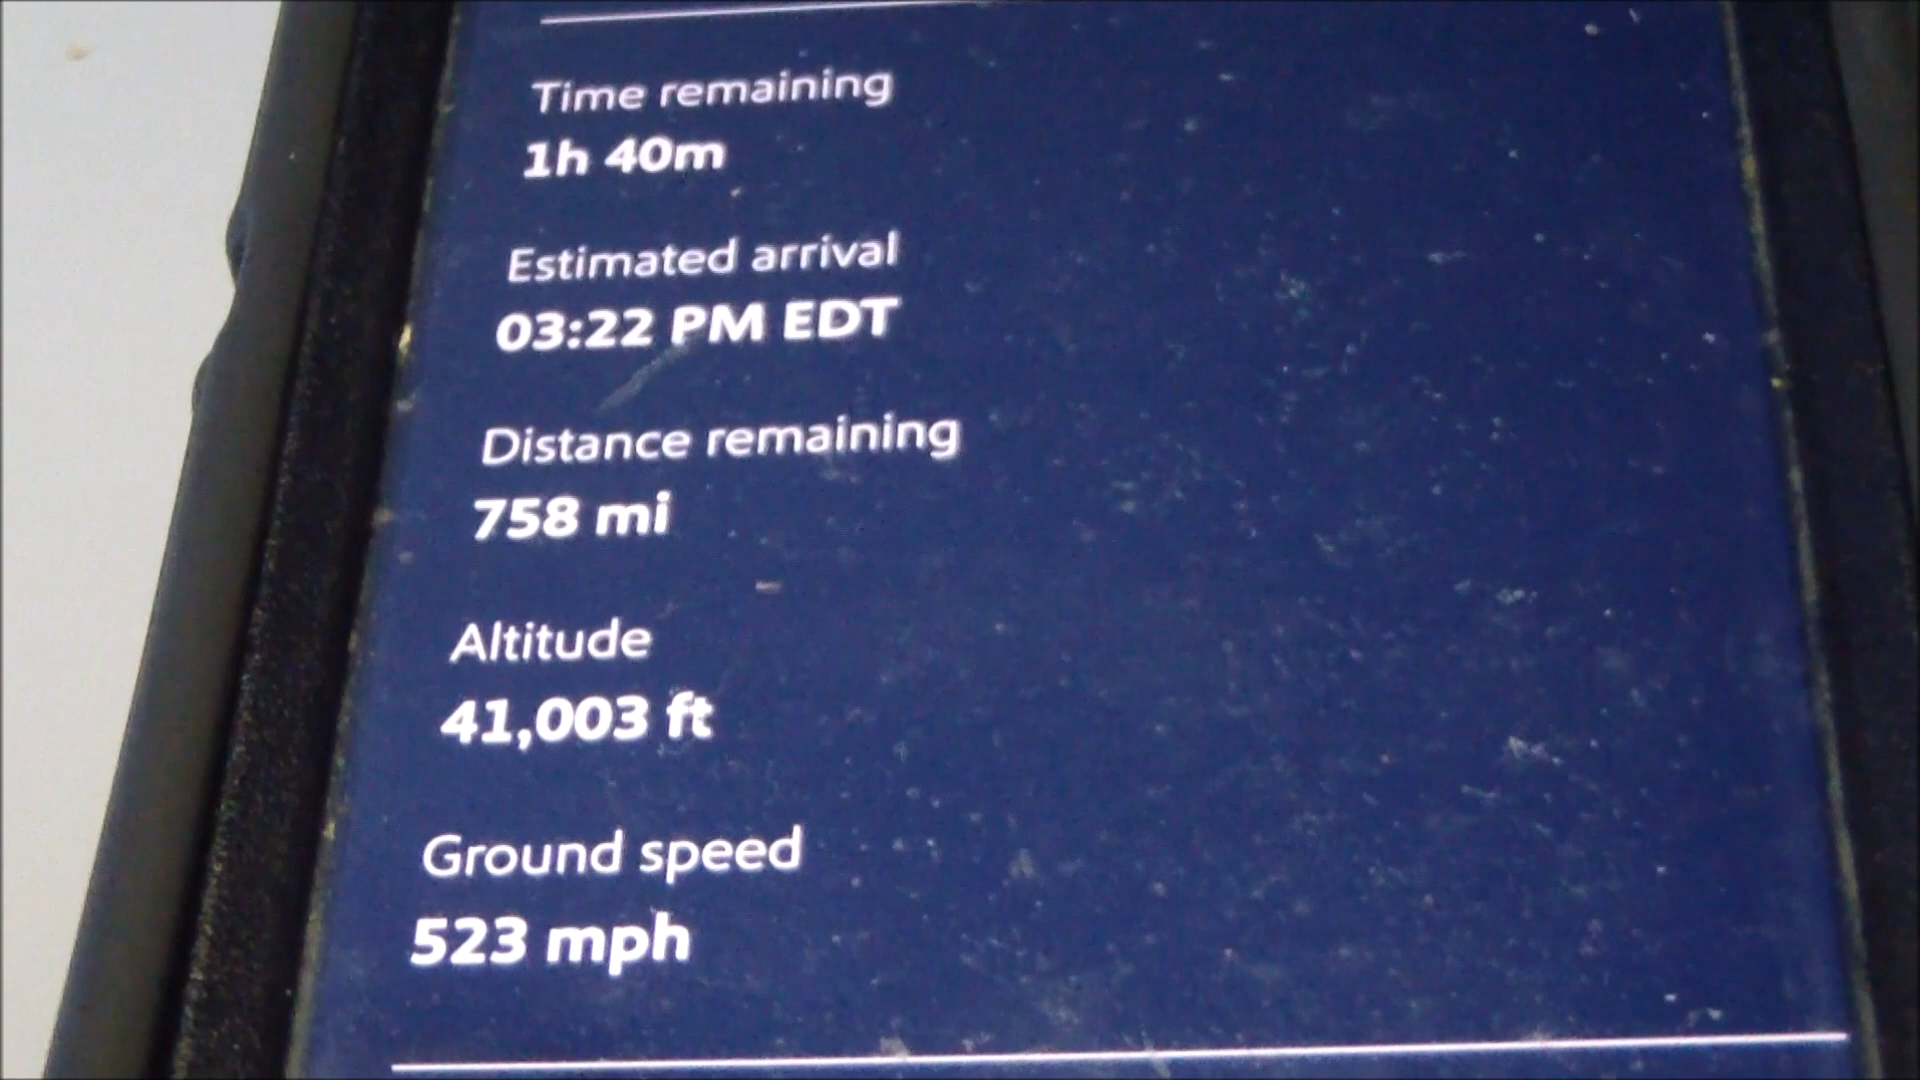 Time remaining
1h 40m
Estimated arrival
03:22 PM EDT
Distance remaining
758 mi
Altitude
41,003 ft
Ground speed
523 mph